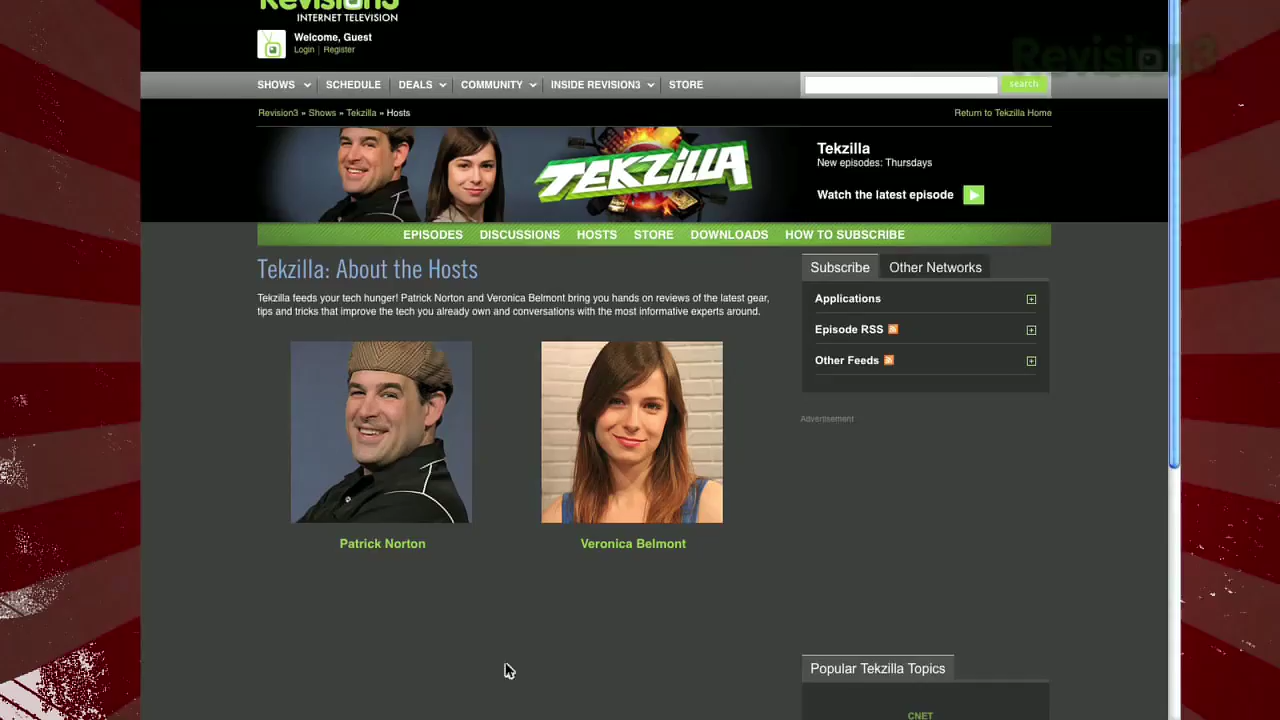 Revision3
INTERNET TELEVISION
Welcome, Guest
Login | Register
Revision3
SHOWS SCHEDULE DEALS COMMUNITY INSIDE REVISION3 STORE
search
Revision3 » Shows » Tekzilla » Hosts
Return to Tekzilla Home
TEKZILLA
Tekzilla
New episodes: Thursdays
Watch the latest episode
EPISODES DISCUSSIONS HOSTS STORE DOWNLOADS HOW TO SUBSCRIBE
Tekzilla: About the Hosts
Tekzilla feeds your tech hunger! Patrick Norton and Veronica Belmont bring you hands on reviews of the latest gear,
tips and tricks that improve the tech you already own and conversations with the most informative experts around.
Patrick Norton
Veronica Belmont
Subscribe Other Networks
Applications
Episode RSS
Other Feeds
Advertisement
Popular Tekzilla Topics
CNET